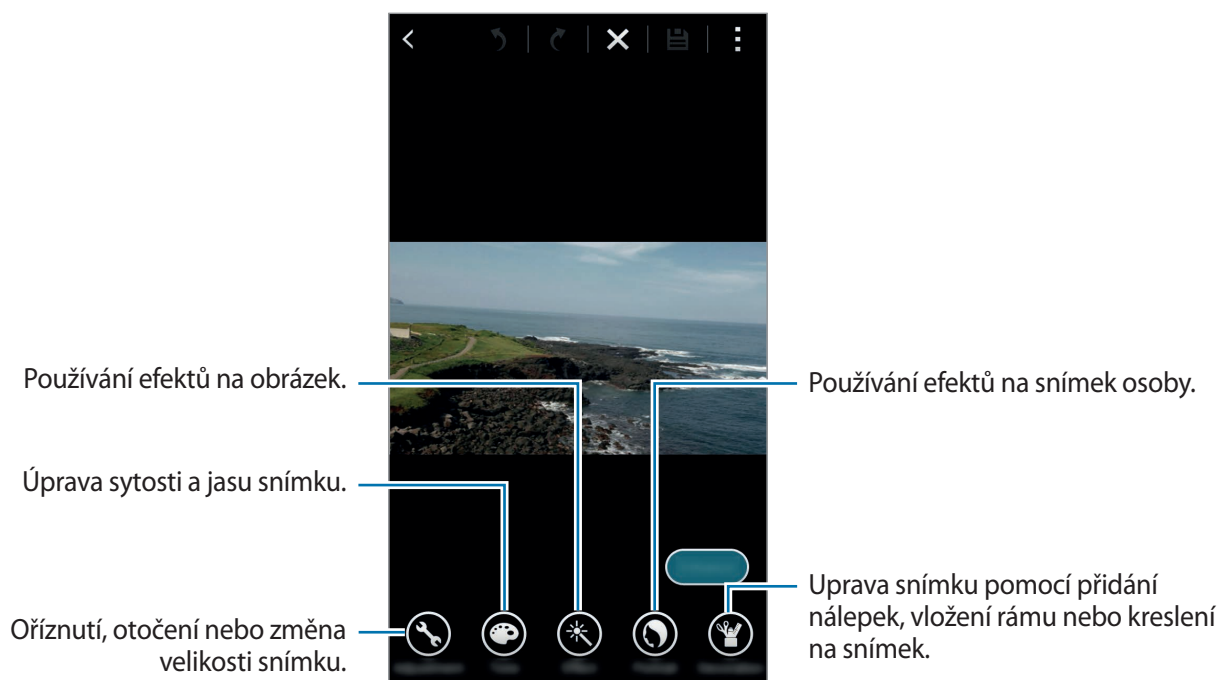 Používání efektů na obrázek.
Používání efektů na snímek osoby.
Úprava sytosti a jasu snímku.
Oříznutí, otočení nebo změna
velikosti snímku.
Uprava snímku pomocí přidání
nálepek, vložení rámu nebo kreslení
na snímek.